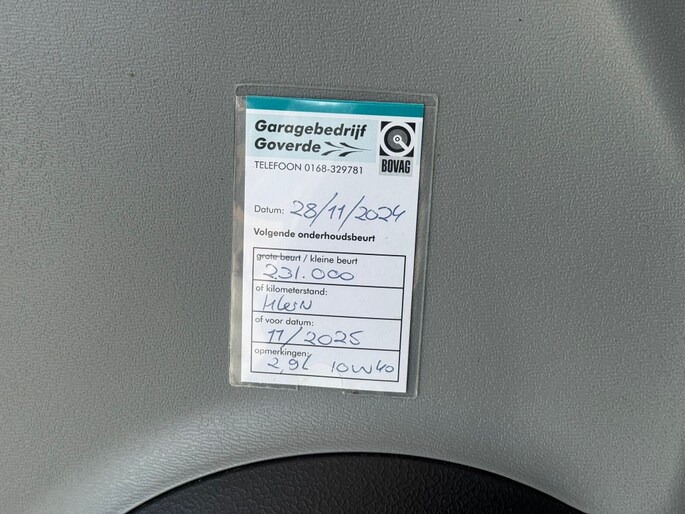 Garagebedrijf
Goverde
BOVAG
TELEFOON 0168-329781
Datum: 28/11/2024
Volgende onderhoudsbeurt
grote beurt / kleine beurt
231.000
of kilometerstand:
of voor datum:
11/2025
opmerkingen:
2,9L 10W40